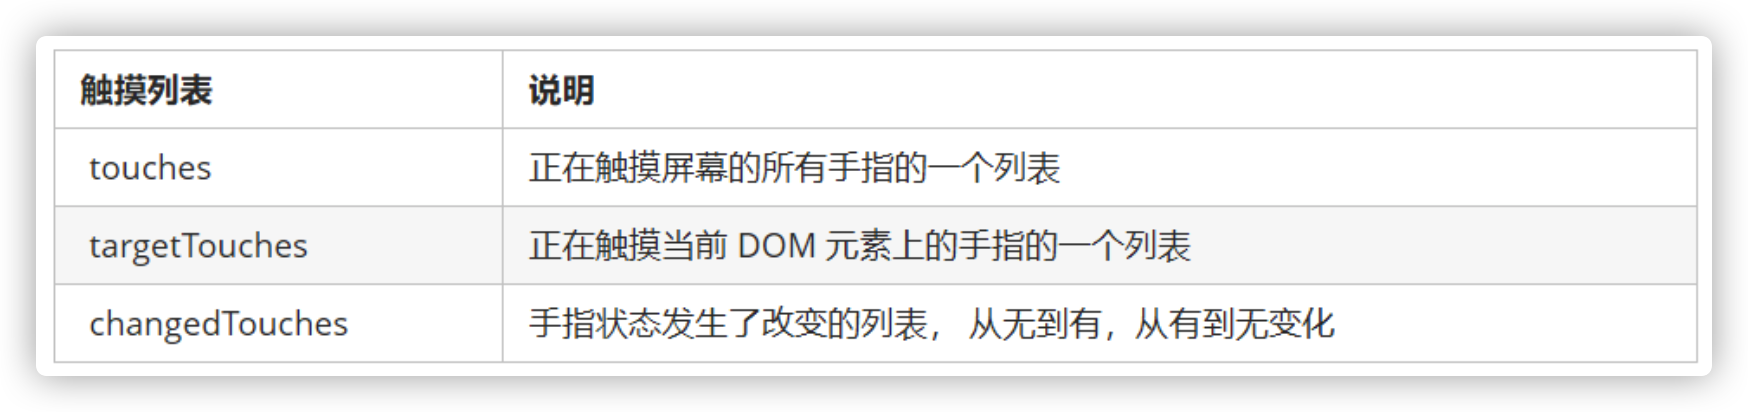 触摸列表 说明
touches 正在触摸屏幕的所有手指的一个列表
targetTouches 正在触摸当前 DOM 元素上的手指的一个列表
changedTouches 手指状态发生了改变的列表， 从无到有，从有到无变化